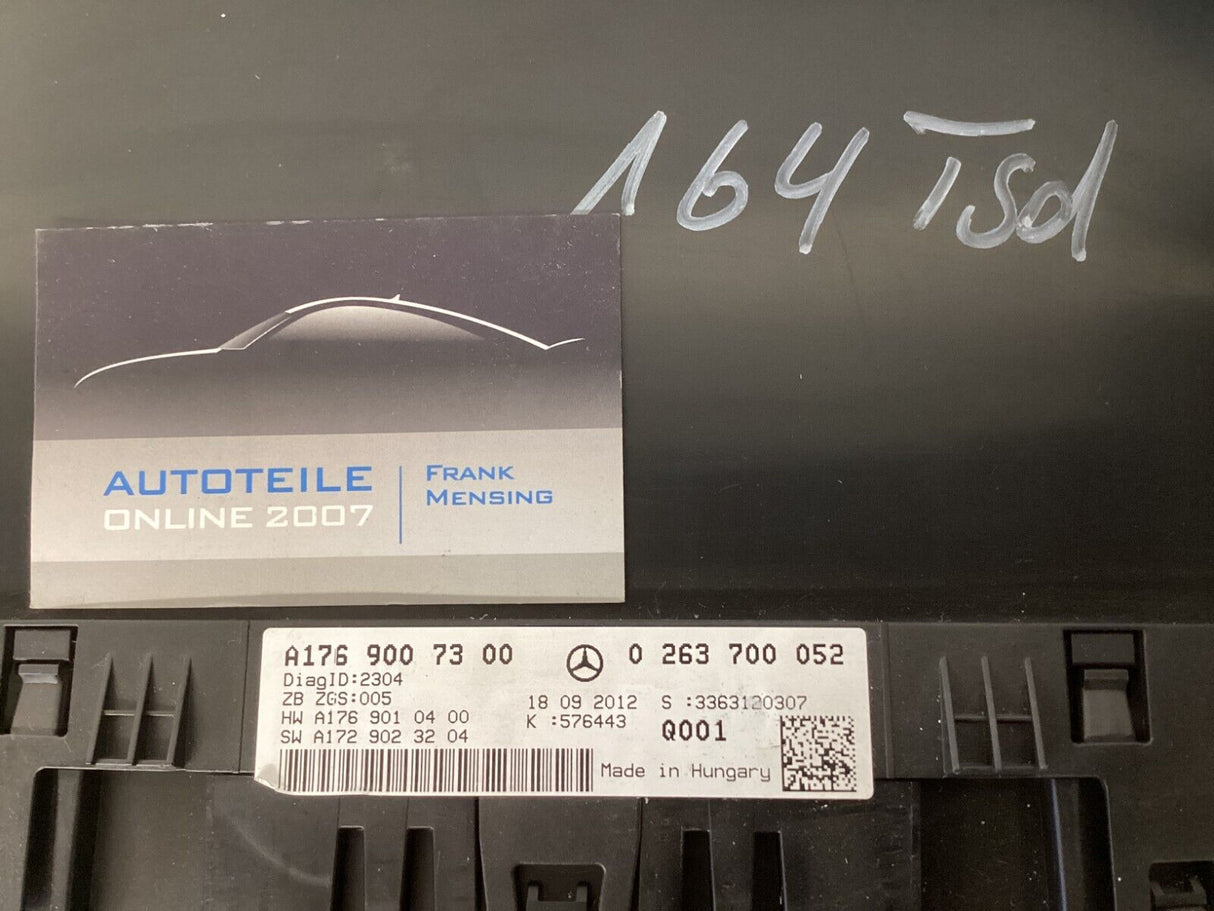 164 Tsd
AUTOTEILE
ONLINE 2007
FRANK
MENSING
A176 900 73 00
0 263 700 052
DiagID:2304
ZB ZGS:005
18 09 2012
S :3363120307
HW A176 901 04 00
K :576443
Q001
SW A172 902 32 04
Made in Hungary